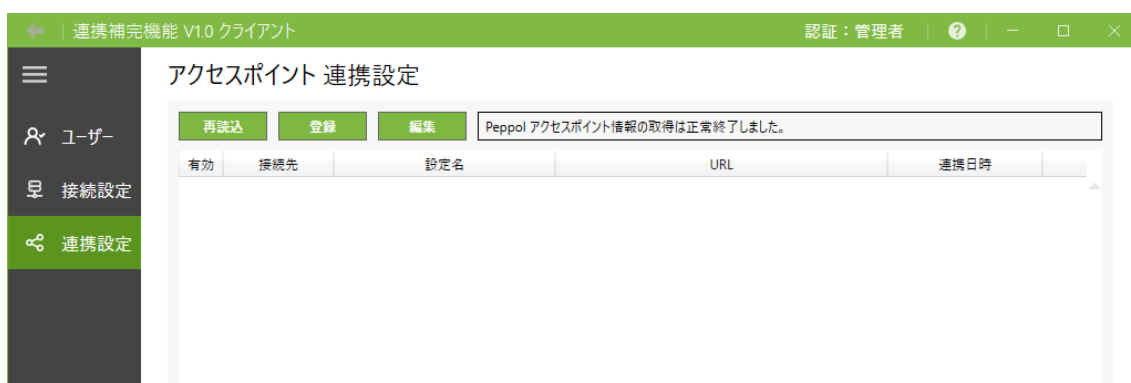 連携補完機能 V1.0 クライアント 認証：管理者
アクセスポイント 連携設定
再読込 登録 編集 Peppol アクセスポイント情報の取得は正常終了しました。
ユーザー
有効 接続先 設定名 URL 連携日時
接続設定
連携設定